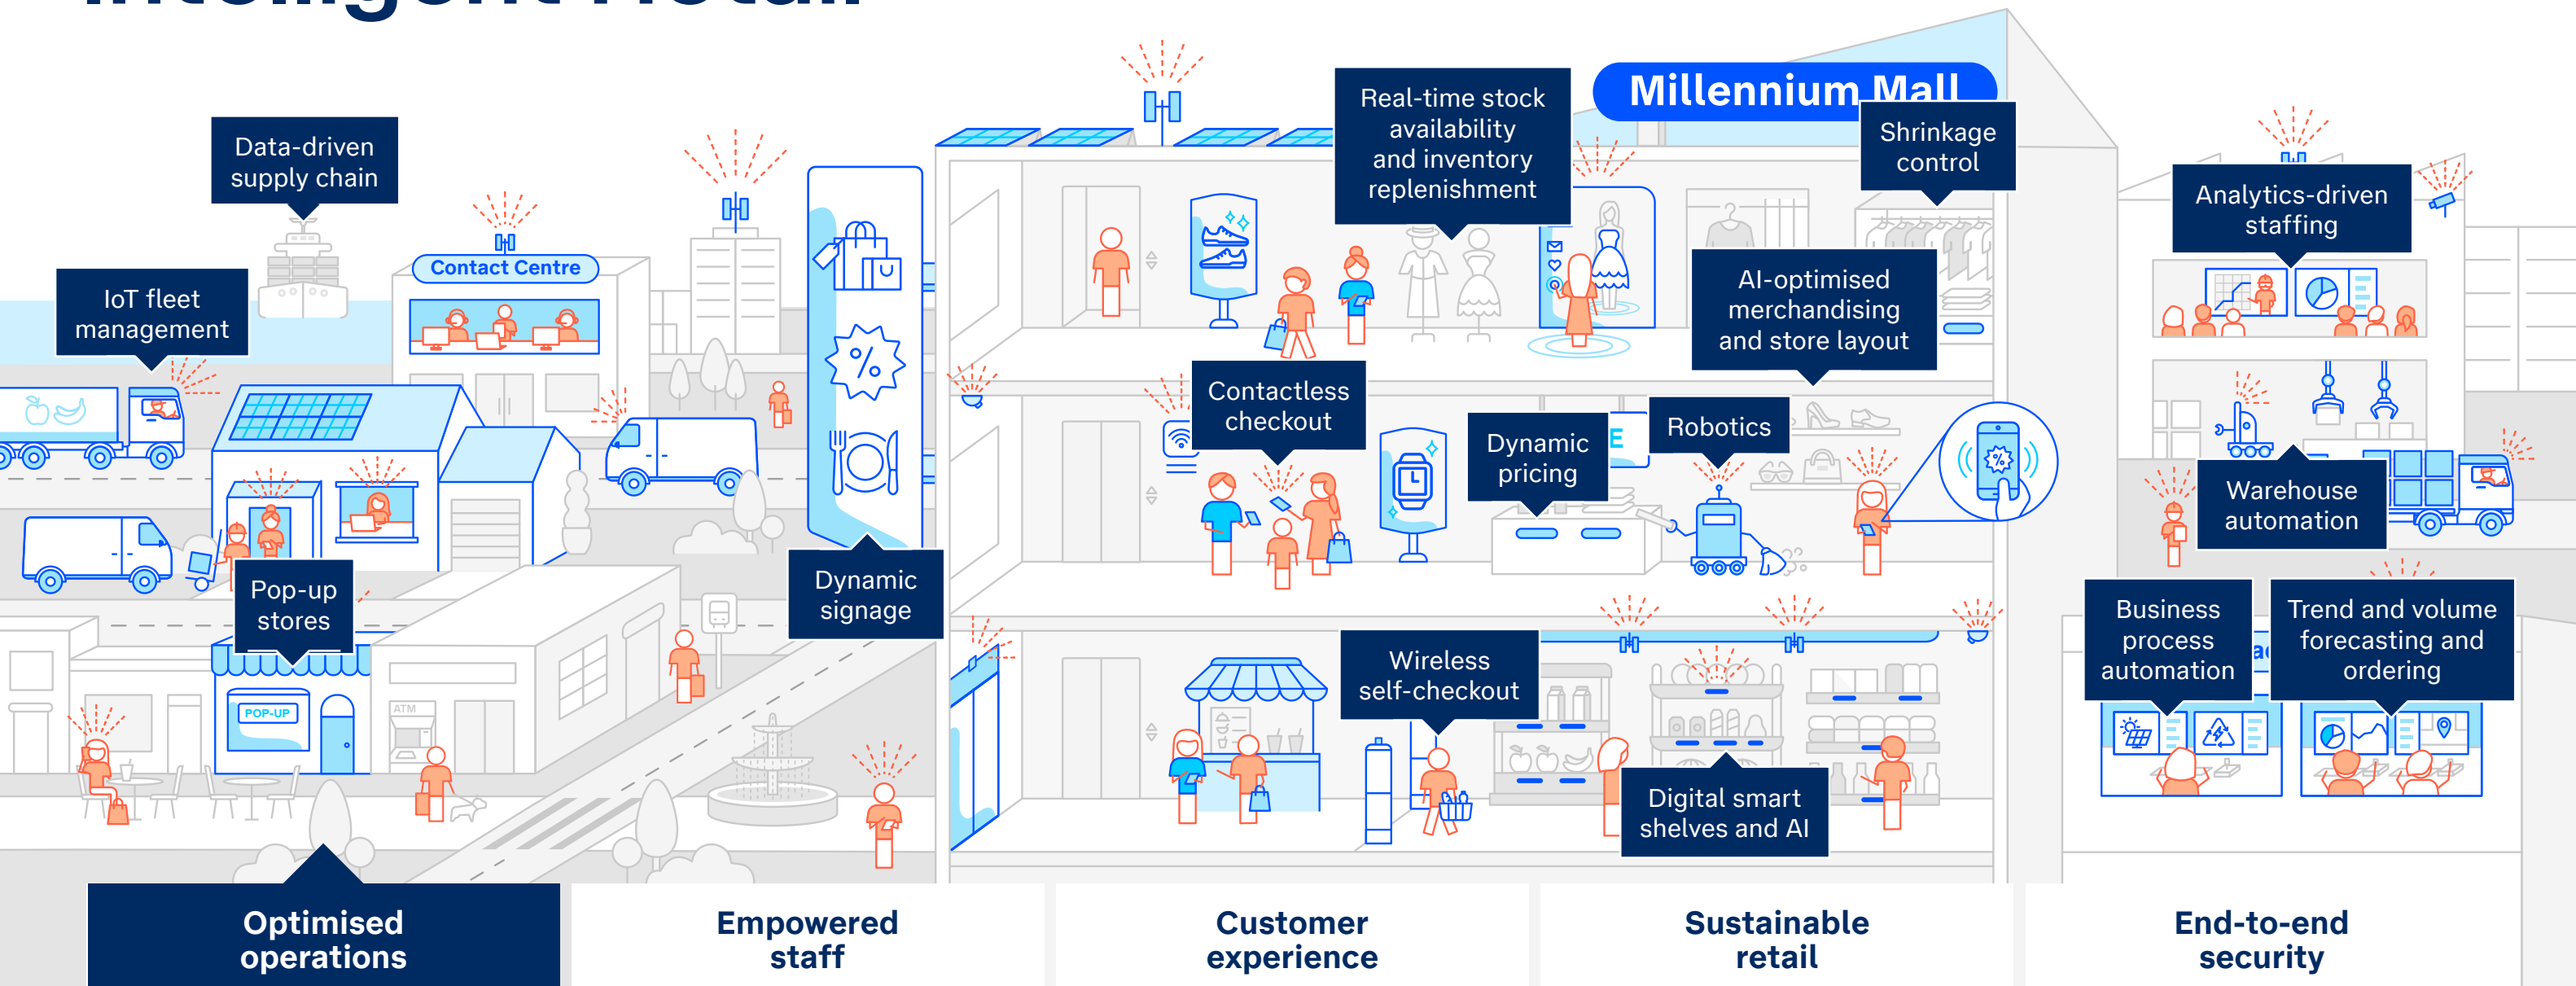 Intelligent Retail
Millennium Mall
Real-time stock
availability
and inventory
replenishment
Shrinkage
control
Data-driven
supply chain
Analytics-driven
staffing
Contact Centre
IoT fleet
management
AI-optimised
merchandising
and store layout
%
Contactless
checkout
Dynamic
pricing
E
Robotics
%
Warehouse
automation
Pop-up
stores
Dynamic
signage
Business
process
automation
Trend and volume
forecasting and
ordering
Wireless
self-checkout
POP-UP
ATM
Digital smart
shelves and AI
Optimised
operations
Empowered
staff
Customer
experience
Sustainable
retail
End-to-end
security